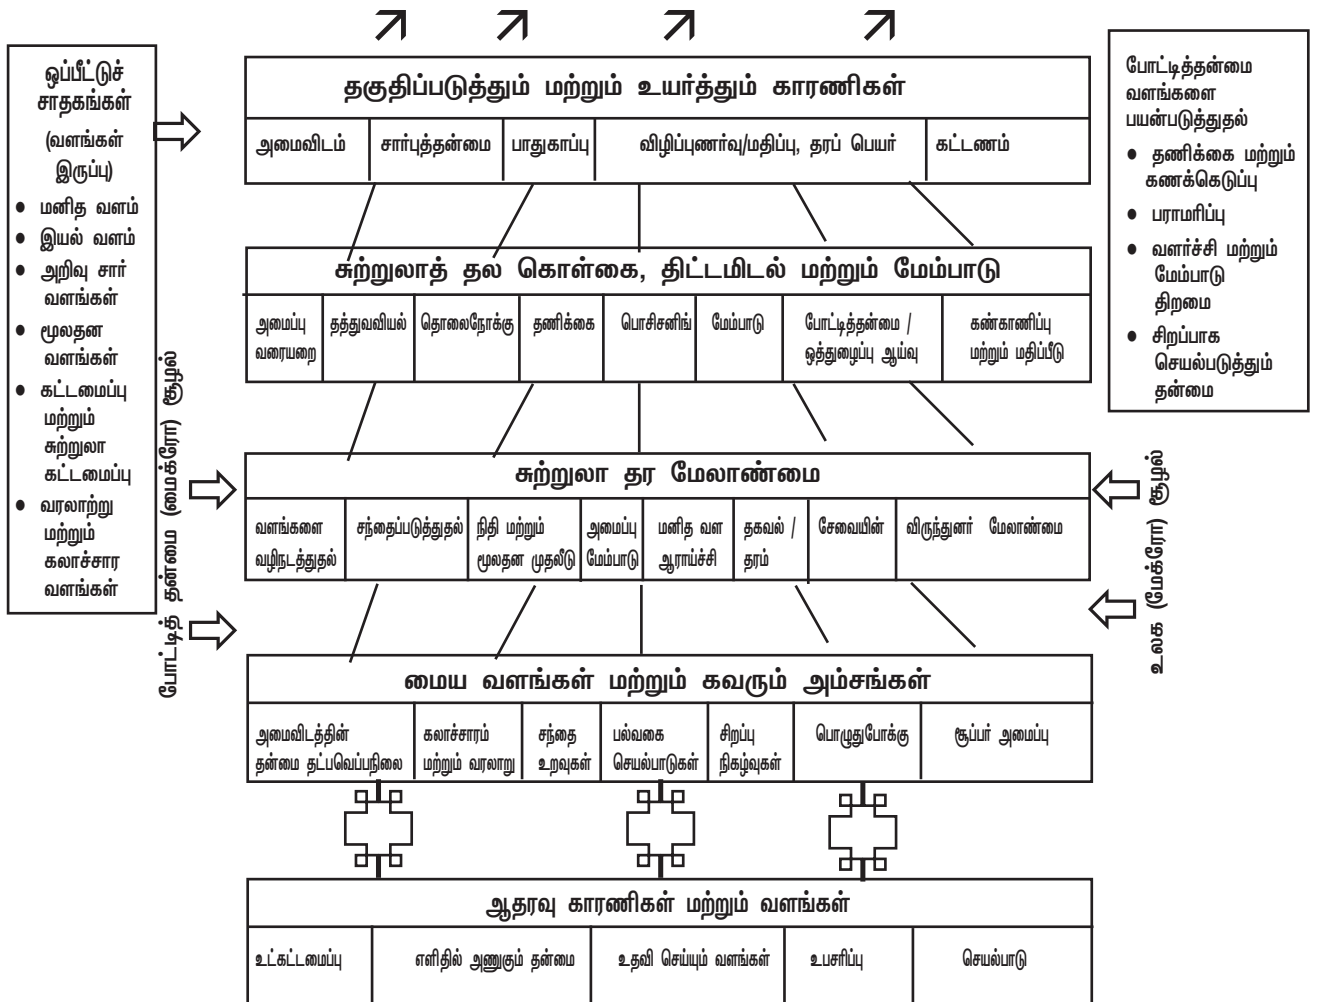 ஒப்பீட்டுச்
சாதகங்கள்
(வளங்கள்
இருப்பு)
• மனித வளம்
• இயல் வளம்
• அறிவு சார்
வளங்கள்
• மூலதன
வளங்கள்
• கட்டமைப்பு
மற்றும்
சுற்றுலா
கட்டமைப்பு
• வரலாற்று
மற்றும்
கலாச்சார
வளங்கள்
போட்டித் தன்மை (மைக்ரோ) சூழல்
தகுதிப்படுத்தும் மற்றும் உயர்த்தும் காரணிகள்
அமைவிடம்
சார்புத்தன்மை
பாதுகாப்பு
விழிப்புணர்வு/மதிப்பு, தரப் பெயர்
கட்டணம்
சுற்றுலாத் தல கொள்கை, திட்டமிடல் மற்றும் மேம்பாடு
அமைப்பு
வரையறை
தத்துவவியல்
தொலைநோக்கு
தணிக்கை
பொசிசனிங்
மேம்பாடு
போட்டித்தன்மை /
ஒத்துழைப்பு ஆய்வு
கண்காணிப்பு
மற்றும் மதிப்பீடு
சுற்றுலா தர மேலாண்மை
வளங்களை
வழிநடத்துதல்
சந்தைப்படுத்துதல்
நிதி மற்றும்
மூலதன முதலீடு
அமைப்பு
மேம்பாடு
மனித வள
ஆராய்ச்சி
தகவல் /
தரம்
சேவையின்
விருந்துனர் மேலாண்மை
மைய வளங்கள் மற்றும் கவரும் அம்சங்கள்
அமைவிடத்தின்
தன்மை தட்பவெப்பநிலை
கலாச்சாரம்
மற்றும் வரலாறு
சந்தை
உறவுகள்
பல்வகை
செயல்பாடுகள்
சிறப்பு
நிகழ்வுகள்
பொழுதுபோக்கு
சூப்பர் அமைப்பு
ஆதரவு காரணிகள் மற்றும் வளங்கள்
உட்கட்டமைப்பு
எளிதில் அணுகும் தன்மை
உதவி செய்யும் வளங்கள்
உபசரிப்பு
செயல்பாடு
போட்டித்தன்மை
வளங்களை
பயன்படுத்துதல்
• தணிக்கை மற்றும்
கணக்கெடுப்பு
• பராமரிப்பு
• வளர்ச்சி மற்றும்
மேம்பாடு
திறமை
• சிறப்பாக
செயல்படுத்தும்
தன்மை
உலக (மேக்ரோ) சூழல்